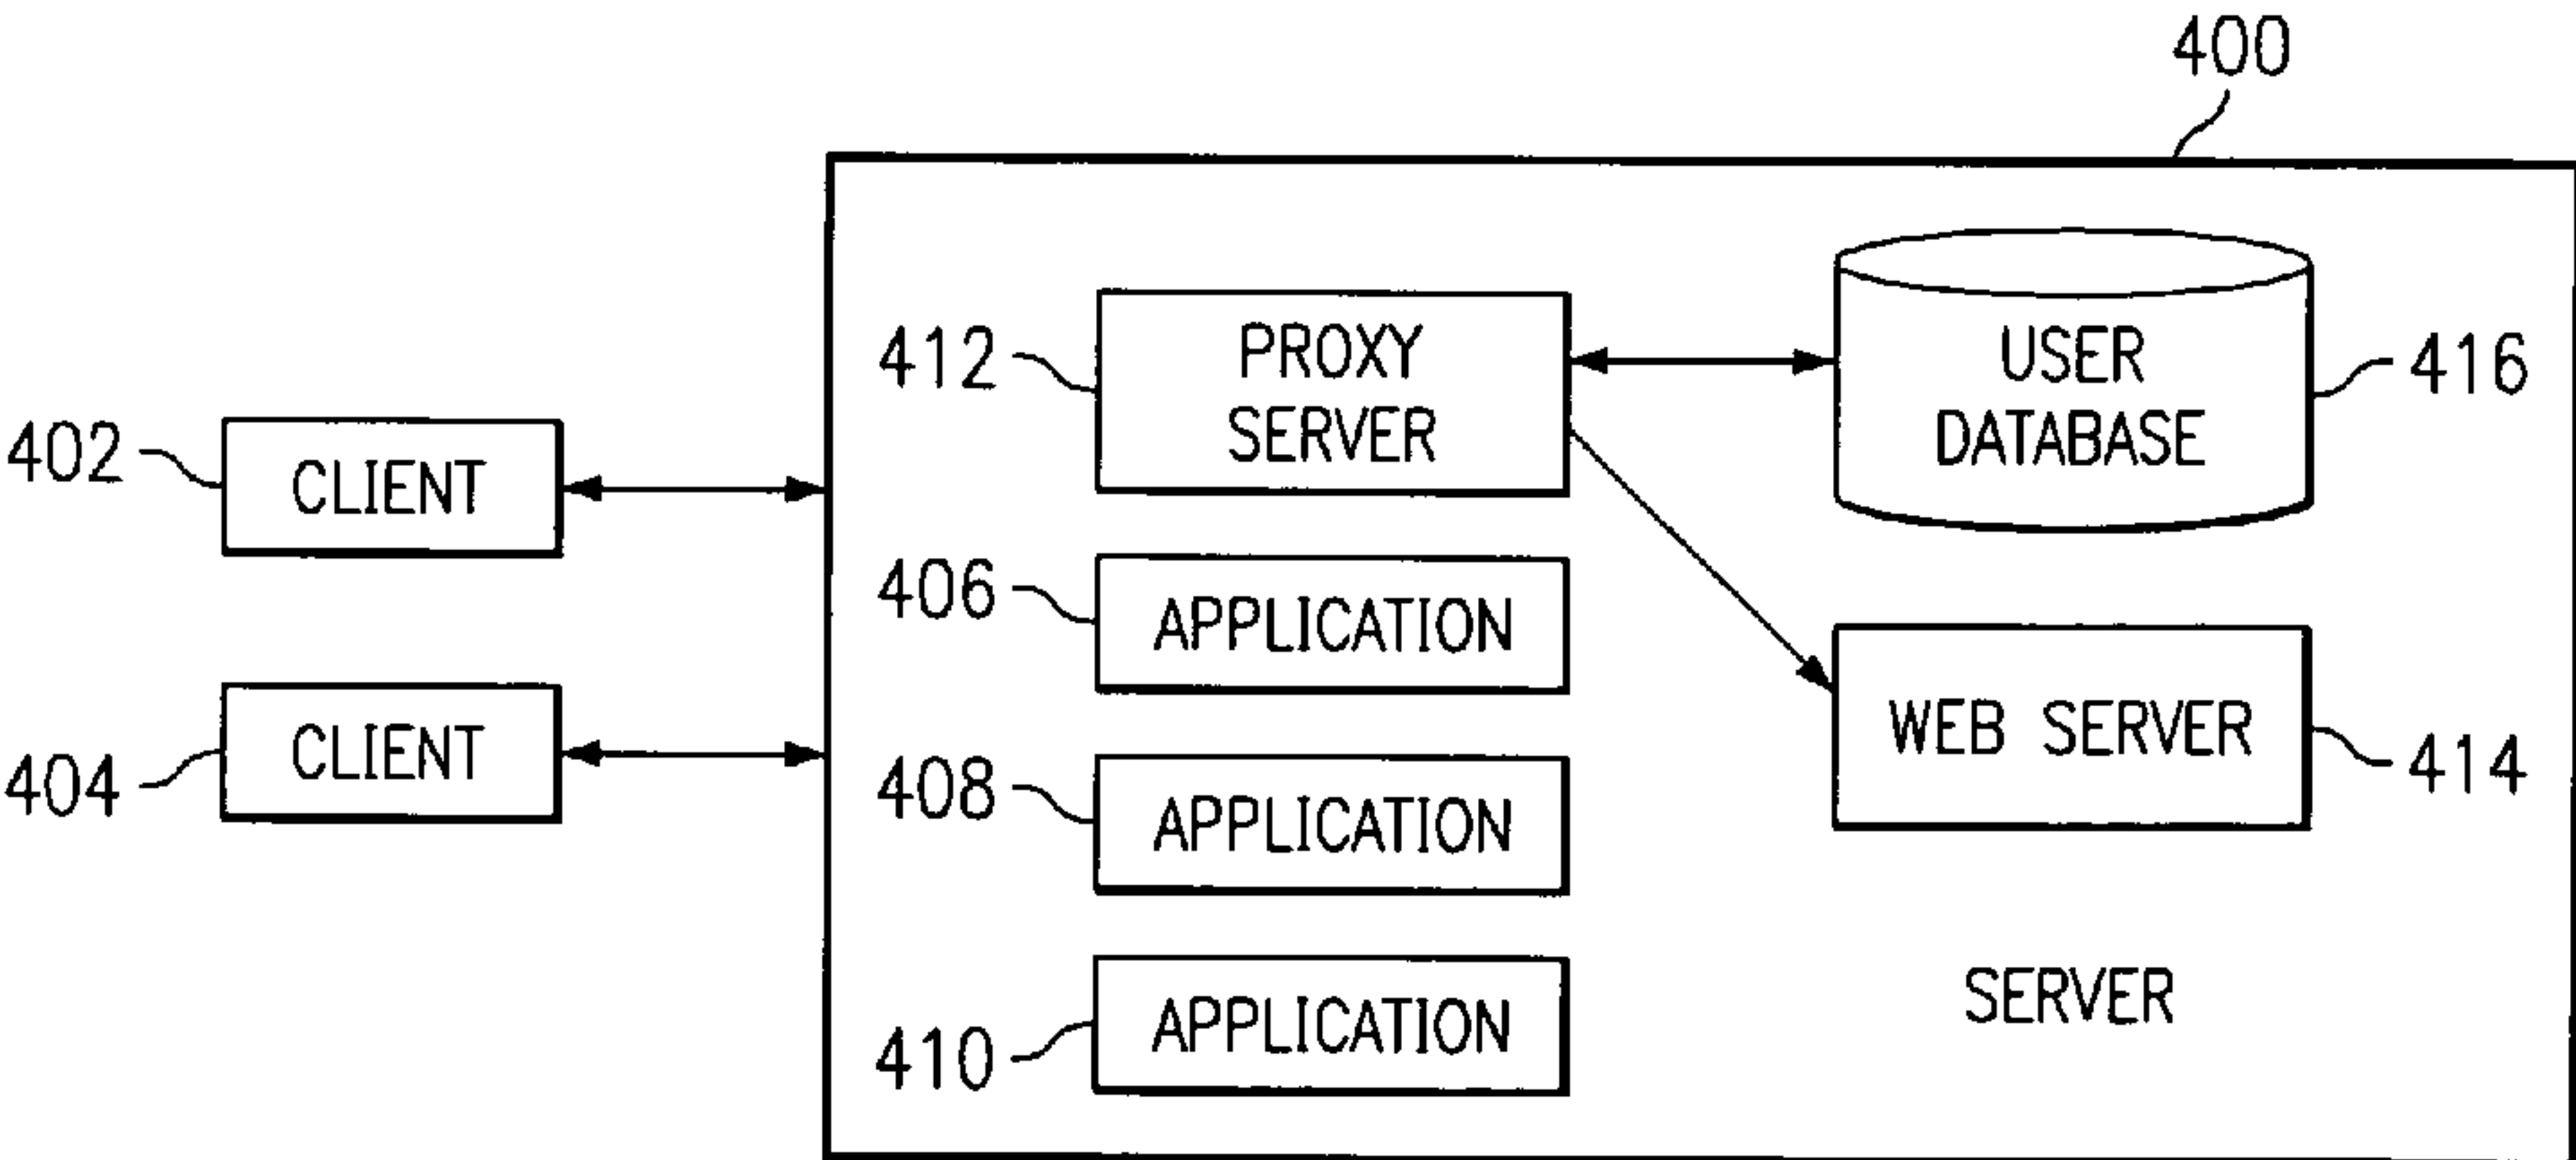 400
412
PROXY
SERVER
USER
DATABASE
416
402
CLIENT
406
APPLICATION
404
CLIENT
408
APPLICATION
WEB SERVER
414
410
APPLICATION
SERVER